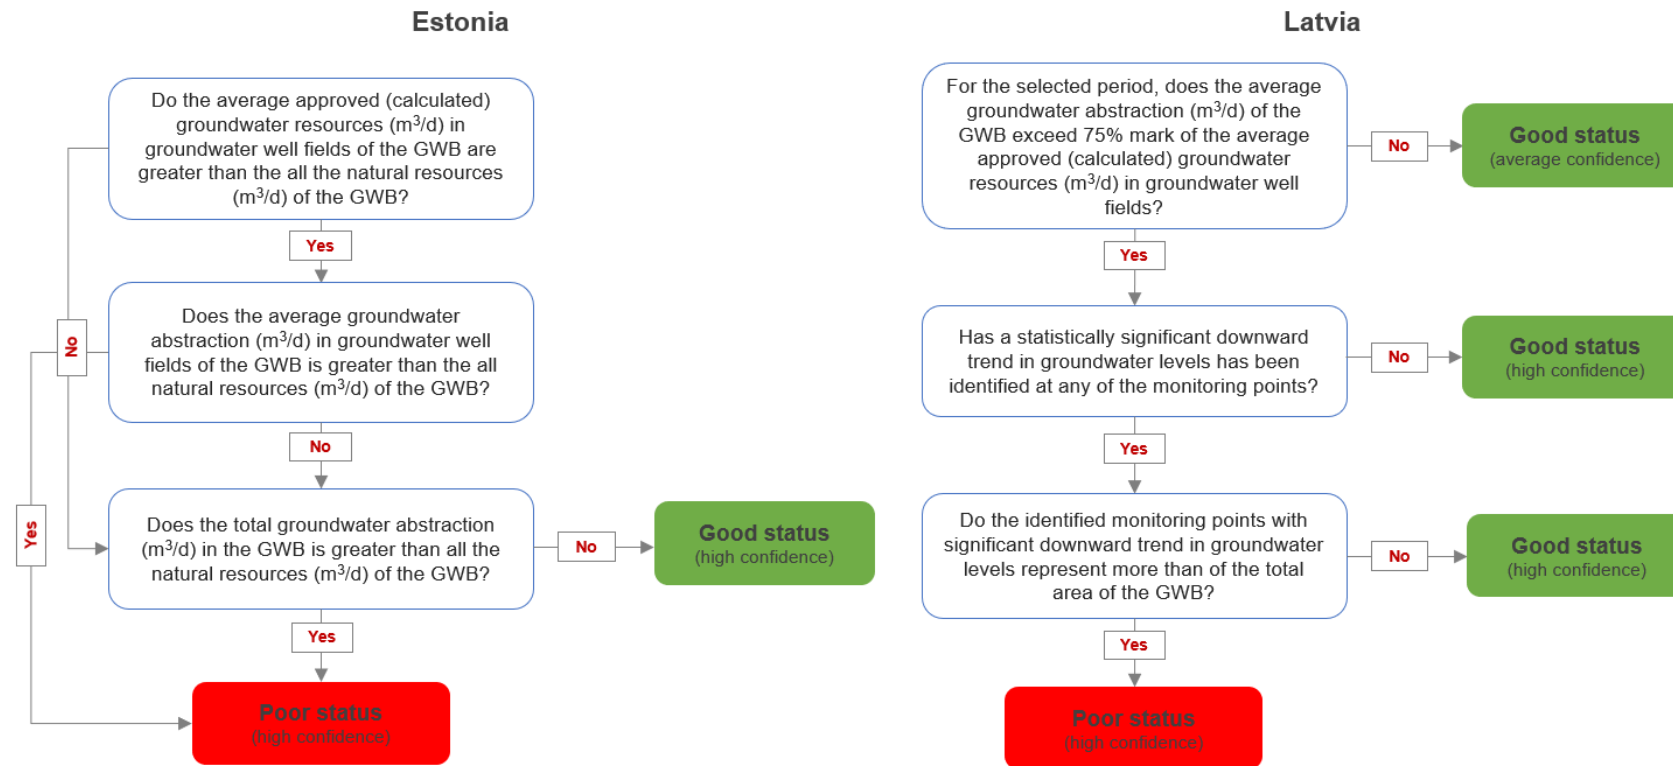 Estonia
Do the average approved (calculated)
groundwater resources (m³/d) in
groundwater well fields of the GWB are
greater than the all the natural resources
(m³/d) of the GWB?
Yes
No
Does the average groundwater
abstraction (m³/d) in groundwater well
fields of the GWB is greater than the all
natural resources (m³/d) of the GWB?
No
Yes
Does the total groundwater abstraction
(m³/d) in the GWB is greater than all the
natural resources (m³/d) of the GWB?
No
Good status
(high confidence)
Yes
Poor status
(high confidence)
Latvia
For the selected period, does the average
groundwater abstraction (m³/d) of the
GWB exceed 75% mark of the average
approved (calculated) groundwater
resources (m³/d) in groundwater well
fields?
No
Good status
(average confidence)
Yes
Has a statistically significant downward
trend in groundwater levels has been
identified at any of the monitoring points?
No
Good status
(high confidence)
Yes
Do the identified monitoring points with
significant downward trend in groundwater
levels represent more than of the total
area of the GWB?
No
Good status
(high confidence)
Yes
Poor status
(high confidence)